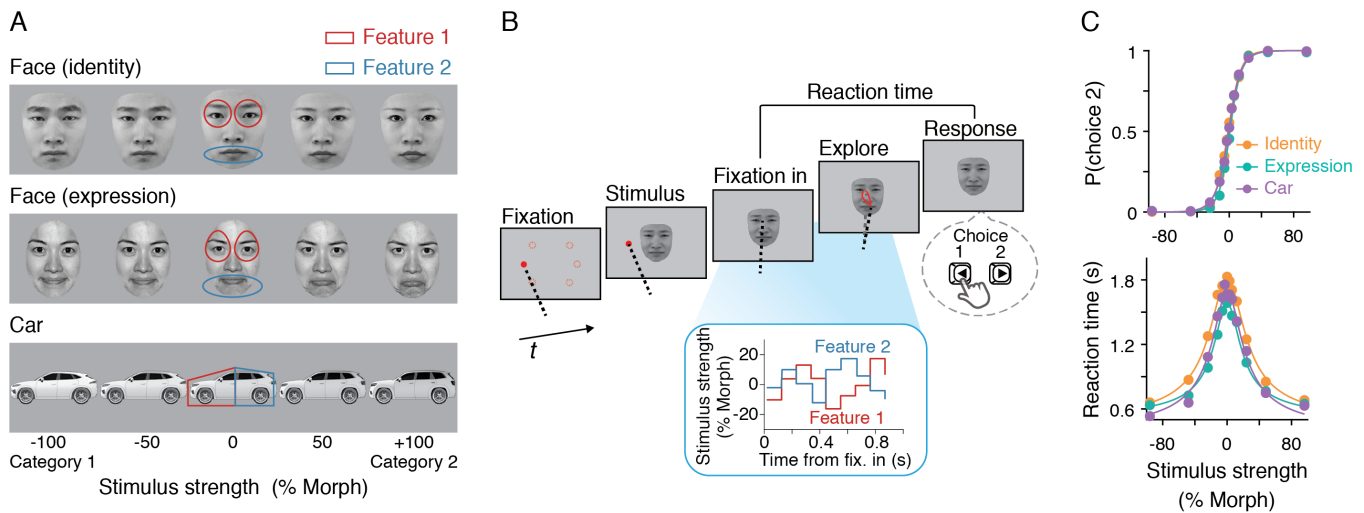 A
Feature 1
Feature 2
Face (identity)
Face (expression)
Car
-100
-50
0
50
+100
Category 1
Category 2
Stimulus strength (% Morph)
B
Reaction time
Fixation
Stimulus
Fixation in
Explore
Response
Choice
1
2
t
Stimulus strength
(% Morph)
20
0
-20
Feature 2
Feature 1
0
0.4
0.8
Time from fix. in (s)
C
P(choice 2)
1
0.5
0
Identity
Expression
Car
-80
0
80
Reaction time (s)
1.8
1.2
0.6
-80
0
80
Stimulus strength
(% Morph)